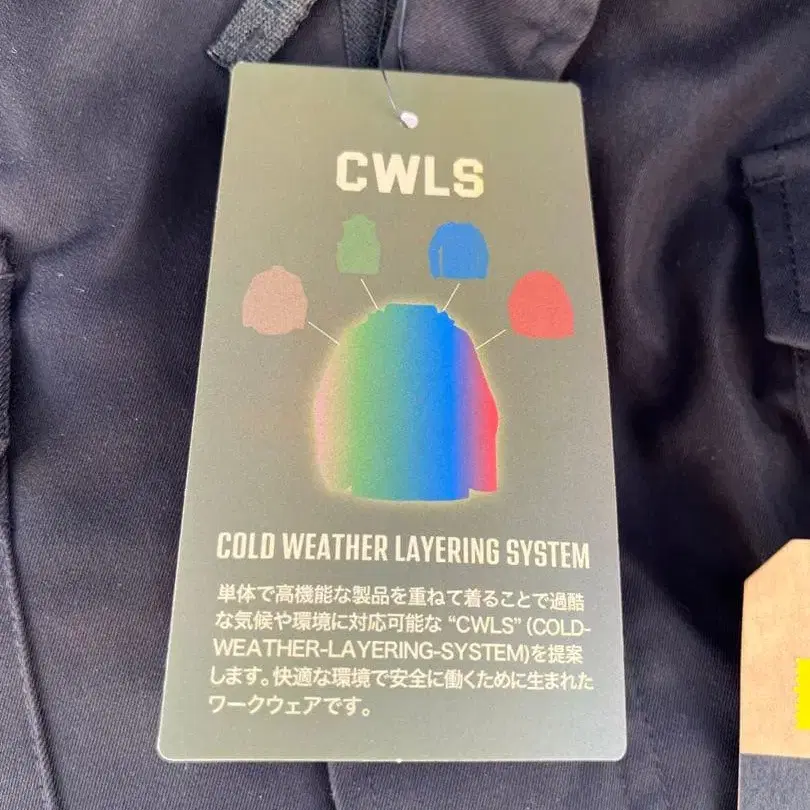 CWLS
COLD WEATHER LAYERING SYSTEM
単体で高機能な製品を重ねて着ることで過酷
な気候や環境に対応可能な “CWLS” (COLD-
WEATHER-LAYERING-SYSTEM)を提案
します。快適な環境で安全に働くために生まれた
ワークウェアです。